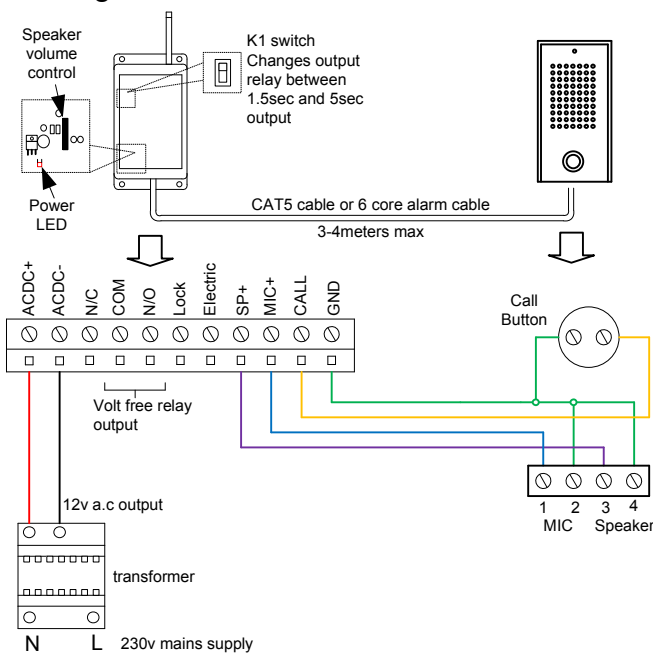 Speaker
volume
control
K1 switch
Changes output
relay between
1.5sec and 5sec
output
Power
LED
CAT5 cable or 6 core alarm cable
3-4meters max
ACDC+
ACDC-
N/C
COM
N/O
Lock
Electric
SP+
MIC+
CALL
GND
Call
Button
Volt free relay
output
12v a.c output
1 2 3 4
MIC Speaker
transformer
N L 230v mains supply